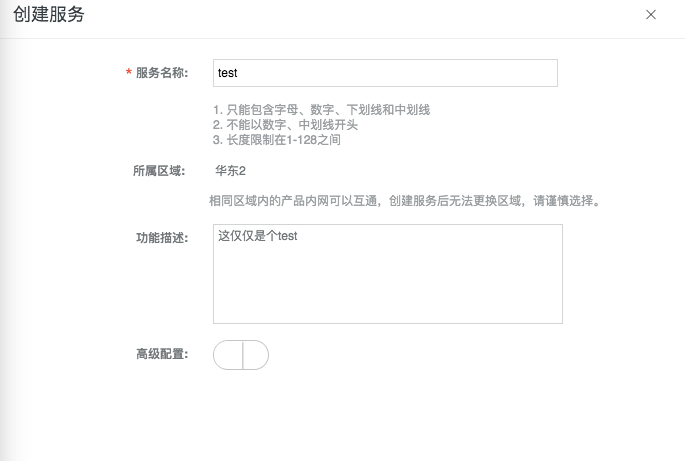 创建服务
* 服务名称: test
1. 只能包含字母、数字、下划线和中划线
2. 不能以数字、中划线开头
3. 长度限制在1-128之间
所属区域: 华东2
相同区域内的产品内网可以互通，创建服务后无法更换区域，请谨慎选择。
功能描述: 这仅仅是个test
高级配置: